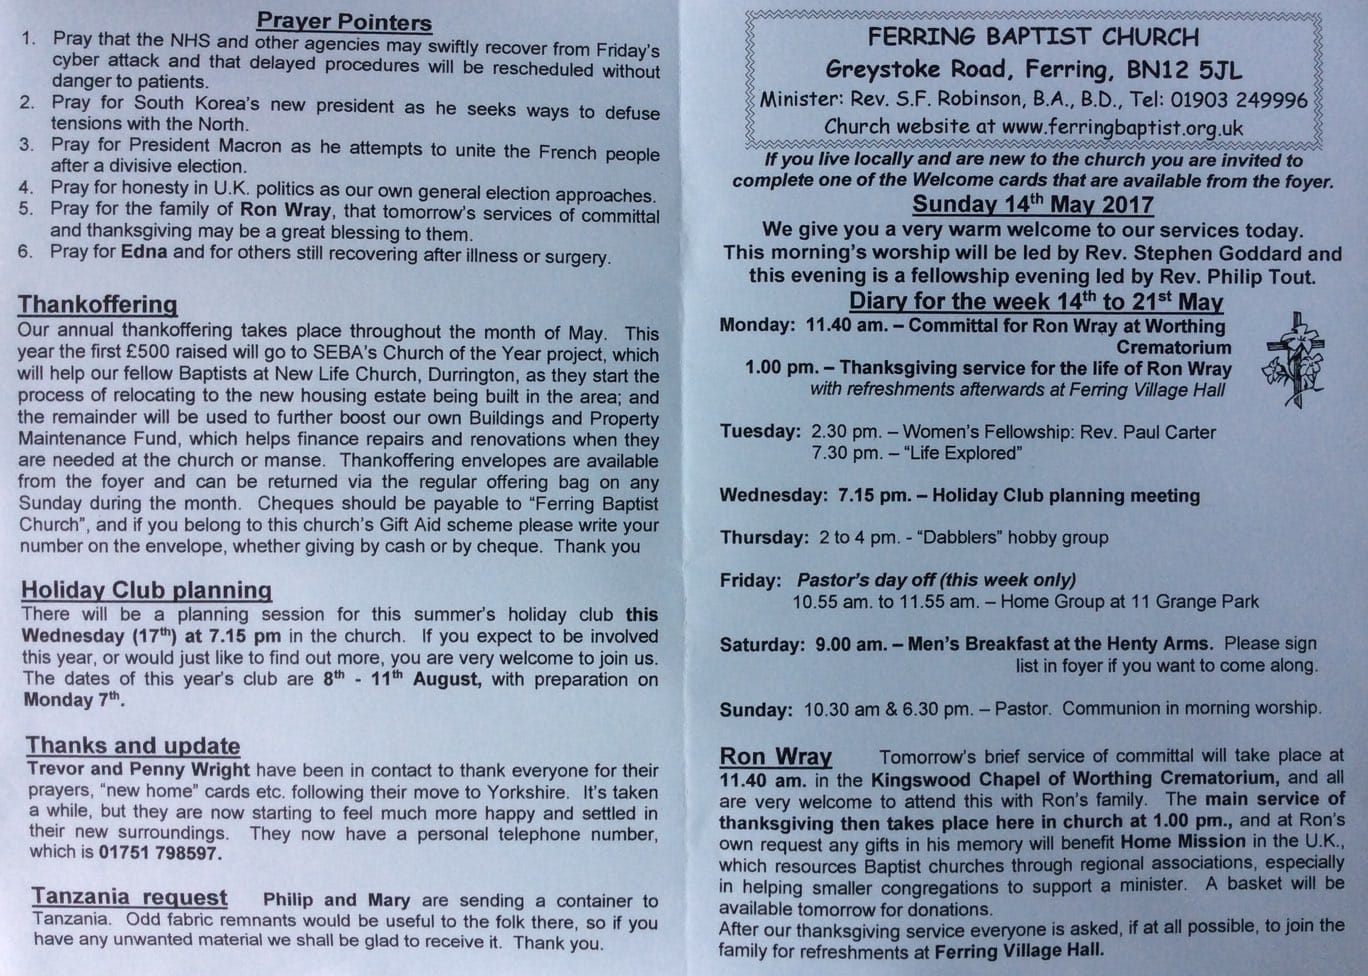 Prayer Pointers
1. Pray that the NHS and other agencies may swiftly recover from Friday's
cyber attack and that delayed procedures will be rescheduled without
danger to patients.
2. Pray for South Korea's new president as he seeks ways to defuse
tensions with the North.
3. Pray for President Macron as he attempts to unite the French people
after a divisive election.
4. Pray for honesty in U.K. politics as our own general election approaches.
5. Pray for the family of Ron Wray, that tomorrow's services of committal
and thanksgiving may be a great blessing to them.
6. Pray for Edna and for others still recovering after illness or surgery.
Thankoffering
Our annual thankoffering takes place throughout the month of May. This
year the first £500 raised will go to SEBA's Church of the Year project, which
will help our fellow Baptists at New Life Church, Durrington, as they start the
process of relocating to the new housing estate being built in the area; and
the remainder will be used to further boost our own Buildings and Property
Maintenance Fund, which helps finance repairs and renovations when they
are needed at the church or manse. Thankoffering envelopes are available
from the foyer and can be returned via the regular offering bag on any
Sunday during the month. Cheques should be payable to "Ferring Baptist
Church", and if you belong to this church's Gift Aid scheme please write your
number on the envelope, whether giving by cash or by cheque. Thank you
Holiday Club planning
There will be a planning session for this summer's holiday club this
Wednesday (17th) at 7.15 pm in the church. If you expect to be involved
this year, or would just like to find out more, you are very welcome to join us.
The dates of this year's club are 8th - 11th August, with preparation on
Monday 7th.
Thanks and update
Trevor and Penny Wright have been in contact to thank everyone for their
prayers, "new home" cards etc. following their move to Yorkshire. It's taken
a while, but they are now starting to feel much more happy and settled in
their new surroundings. They now have a personal telephone number,
which is 01751 798597.
Tanzania request Philip and Mary are sending a container to
Tanzania. Odd fabric remnants would be useful to the folk there, so if you
have any unwanted material we shall be glad to receive it. Thank you.
FERRING BAPTIST CHURCH
Greystoke Road, Ferring, BN12 5JL
Minister: Rev. S.F. Robinson, B.A., B.D., Tel: 01903 249996
Church website at www.ferringbaptist.org.uk
If you live locally and are new to the church you are invited to
complete one of the Welcome cards that are available from the foyer.
Sunday 14th May 2017
We give you a very warm welcome to our services today.
This morning's worship will be led by Rev. Stephen Goddard and
this evening is a fellowship evening led by Rev. Philip Tout.
Diary for the week 14th to 21st May
Monday: 11.40 am. – Committal for Ron Wray at Worthing
Crematorium
1.00 pm. – Thanksgiving service for the life of Ron Wray
with refreshments afterwards at Ferring Village Hall
Tuesday: 2.30 pm. – Women's Fellowship: Rev. Paul Carter
7.30 pm. – "Life Explored"
Wednesday: 7.15 pm. – Holiday Club planning meeting
Thursday: 2 to 4 pm. - "Dabblers" hobby group
Friday: Pastor's day off (this week only)
10.55 am. to 11.55 am. – Home Group at 11 Grange Park
Saturday: 9.00 am. – Men's Breakfast at the Henty Arms. Please sign
list in foyer if you want to come along.
Sunday: 10.30 am & 6.30 pm. – Pastor. Communion in morning worship.
Ron Wray Tomorrow's brief service of committal will take place at
11.40 am. in the Kingswood Chapel of Worthing Crematorium, and all
are very welcome to attend this with Ron's family. The main service of
thanksgiving then takes place here in church at 1.00 pm., and at Ron's
own request any gifts in his memory will benefit Home Mission in the U.K.,
which resources Baptist churches through regional associations, especially
in helping smaller congregations to support a minister. A basket will be
available tomorrow for donations.
After our thanksgiving service everyone is asked, if at all possible, to join the
family for refreshments at Ferring Village Hall.